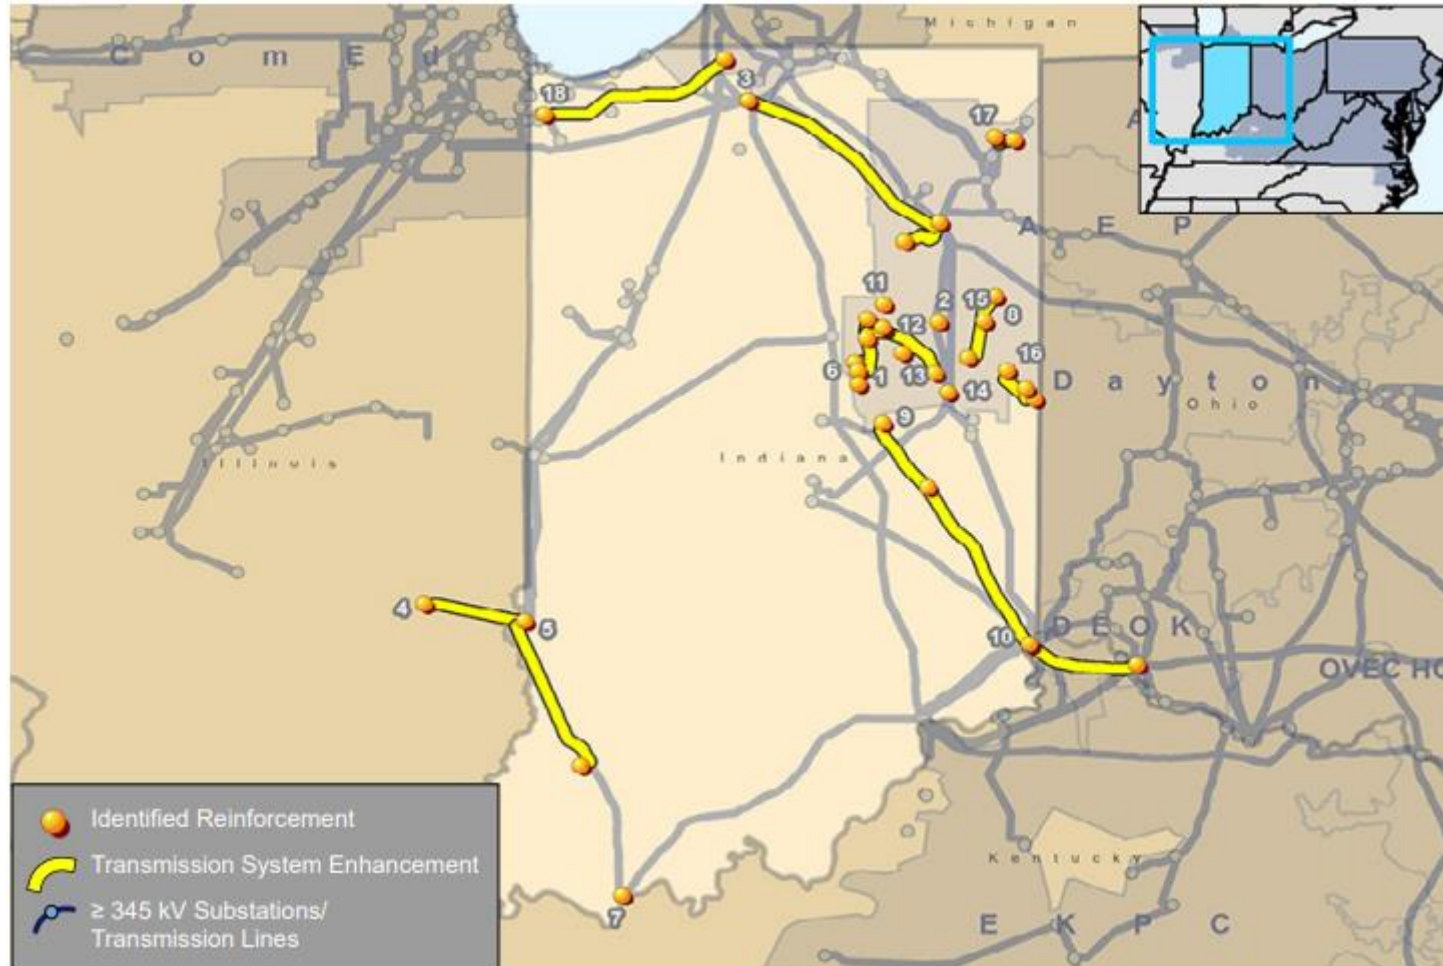 Michigan
ComEd
3
18
17
A
AEP
11
2
15
12
8
16
6
1
13
14
Dayton
Ohio
9
Indiana
Illinois
4
5
10
DEOK
OVEC HQ
7
Kentucky
EKPC
Identified Reinforcement
Transmission System Enhancement
≥ 345 kV Substations/
Transmission Lines